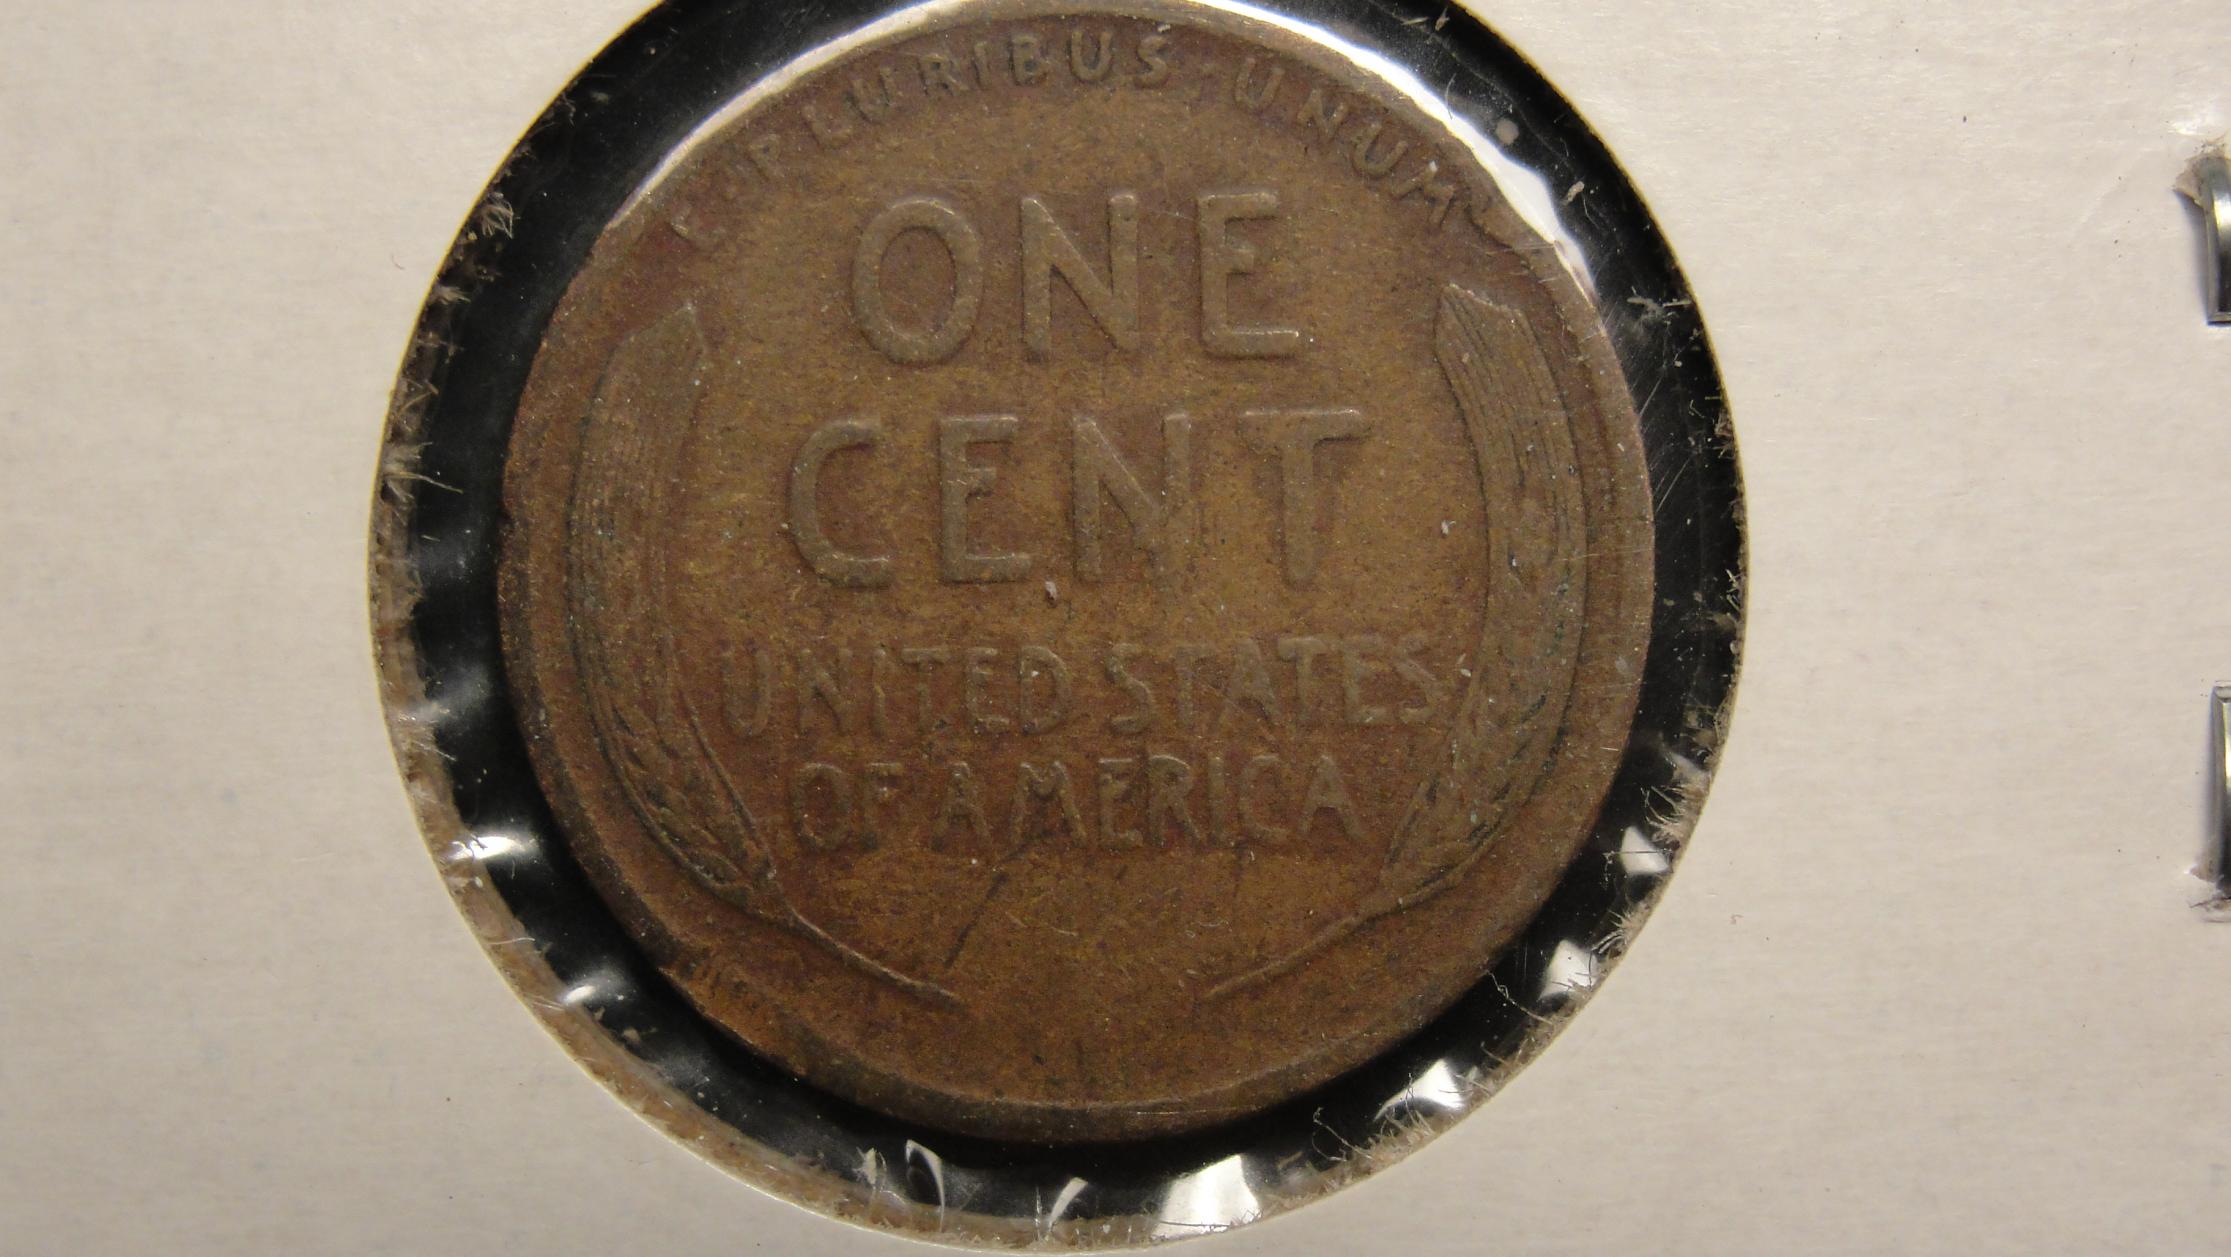 E · PLURIBUS · UNUM
ONE
CENT
UNITED STATES
OF AMERICA